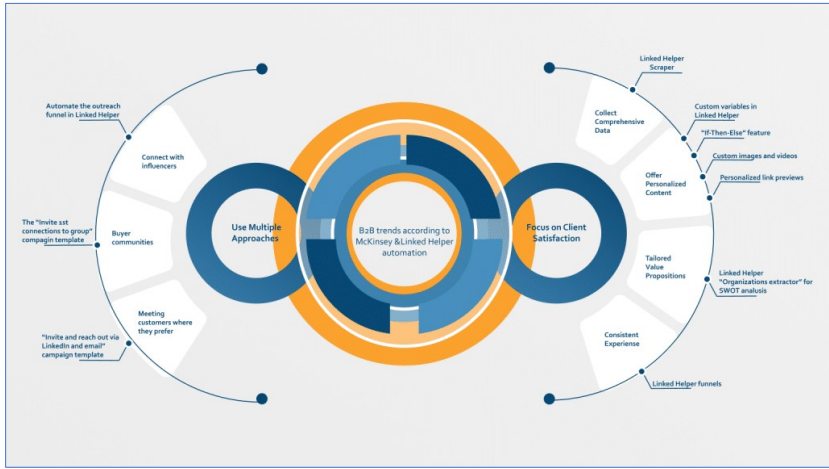 Automate the outreach
funnel in Linked Helper
Connect with
influencers
The "Invite 1st
connections to group"
compagin template
Buyer
communities
Meeting
customers where
they prefer
"Invite and reach out via
LinkedIn and email"
campaign template
Use Multiple
Approaches
B2B trends according to
McKinsey &Linked Helper
automation
Focus on Client
Satisfaction
Linked Helper
Scraper
Collect
Comprehensive
Data
Custom variables in
Linked Helper
"If-Then-Else" feature
Custom images and videos
Personalized link previews
Offer
Personalized
Content
Tailored
Value
Propositions
Linked Helper
"Organizations extractor" for
SWOT analysis
Consistent
Experiense
Linked Helper funnels